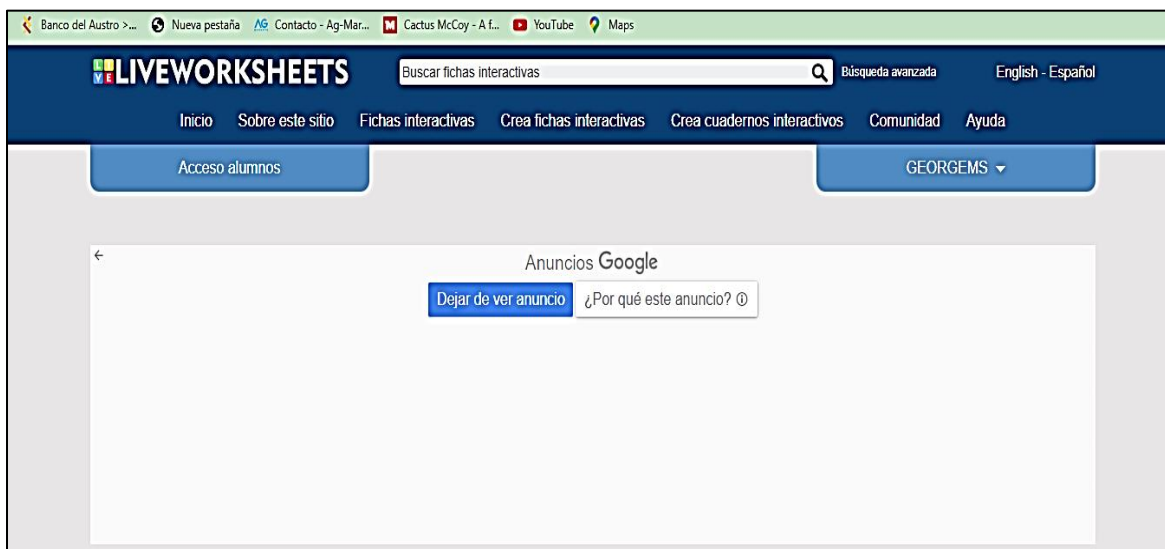 Banco del Austro >... Nueva pestaña AG Contacto - Ag-Mar... M Cactus McCoy - A f... YouTube Maps
LIVE LIVEWORKSHEETS Buscar fichas interactivas Búsqueda avanzada English - Español
Inicio Sobre este sitio Fichas interactivas Crea fichas interactivas Crea cuadernos interactivos Comunidad Ayuda
Acceso alumnos GEORGEMS
Anuncios Google
Dejar de ver anuncio ¿Por qué este anuncio?